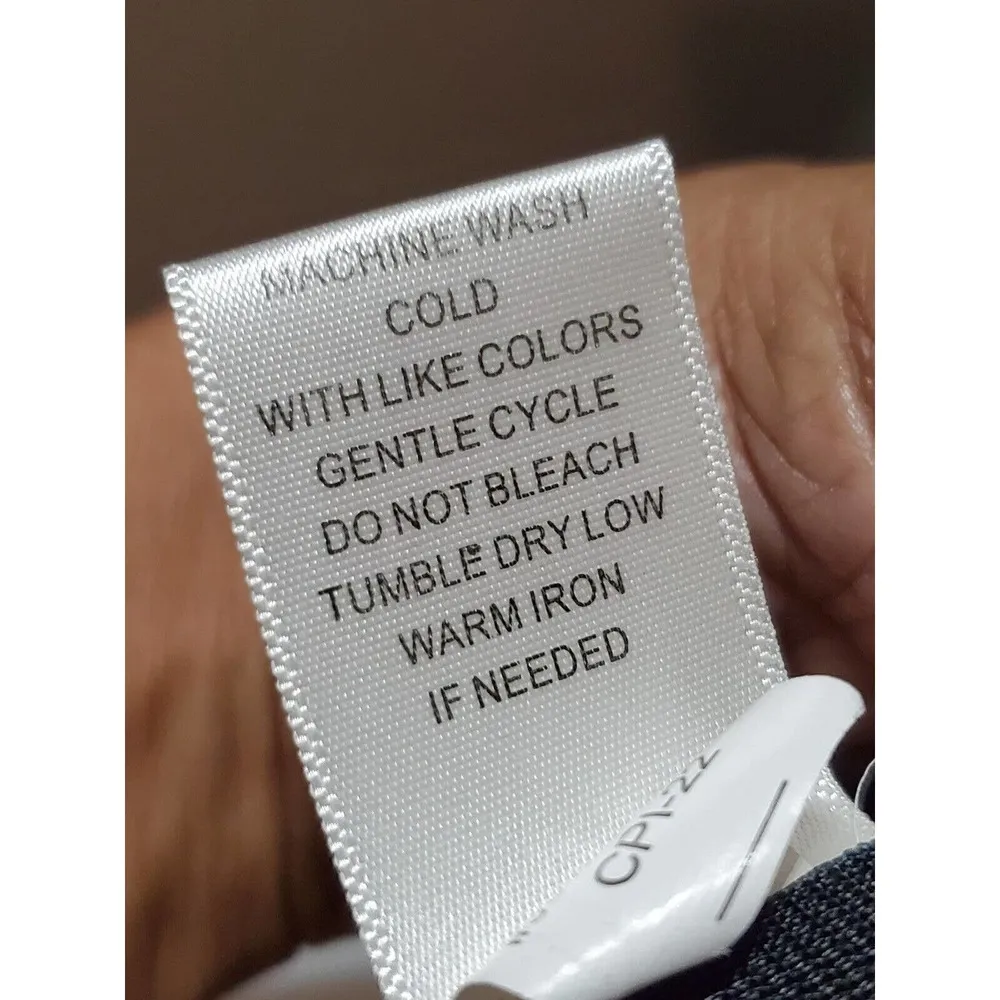 MACHINE WASH
COLD
WITH LIKE COLORS
GENTLE CYCLE
DO NOT BLEACH
TUMBLE DRY LOW
WARM IRON
IF NEEDED
CPI-22